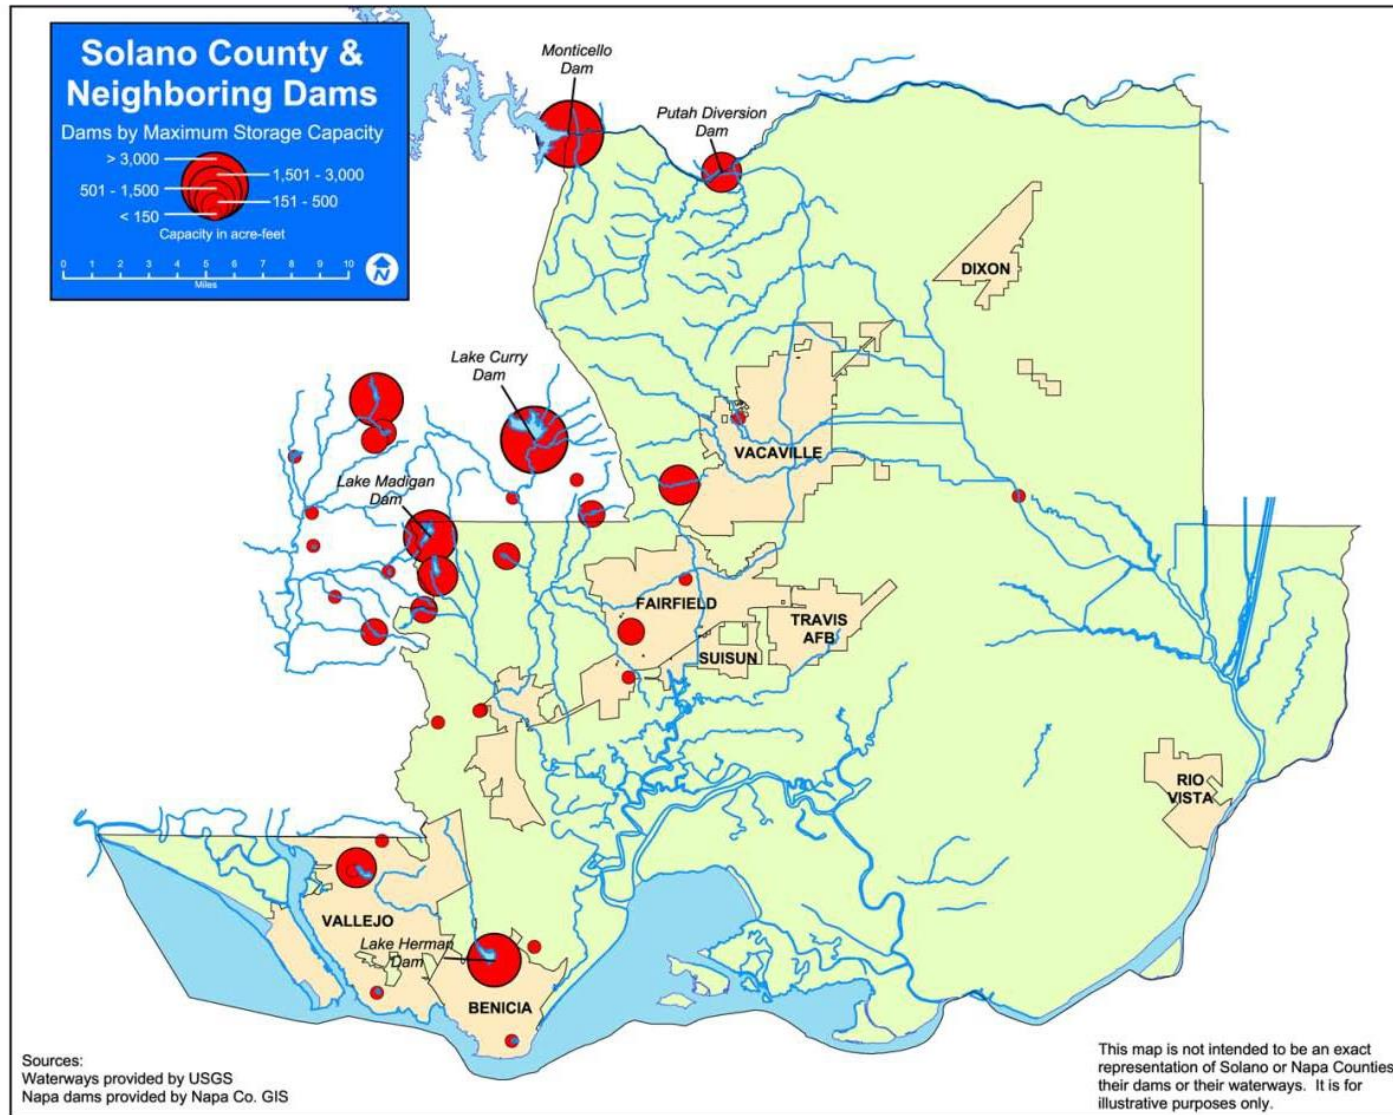 Solano County &
Neighboring Dams
Dams by Maximum Storage Capacity
> 3,000
1,501 - 3,000
501 - 1,500
151 - 500
< 150
Capacity in acre-feet
0 1 2 3 4 5 6 7 8 9 10
Miles
N
Monticello
Dam
Putah Diversion
Dam
DIXON
Lake Curry
Dam
VACAVILLE
Lake Madigan
Dam
FAIRFIELD
TRAVIS
AFB
SUISUN
RIO
VISTA
VALLEJO
Lake Herman
Dam
BENICIA
Sources:
Waterways provided by USGS
Napa dams provided by Napa Co. GIS
This map is not intended to be an exact
representation of Solano or Napa Counties
their dams or their waterways. It is for
illustrative purposes only.